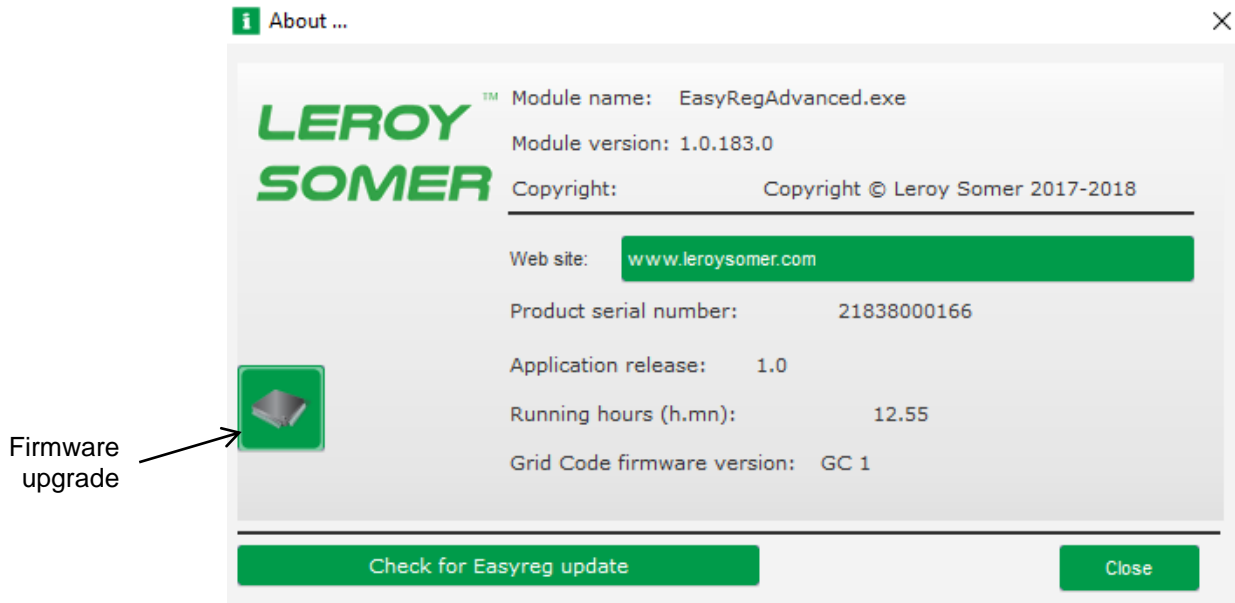 About ...
LEROY ™
SOMER
Module name: EasyRegAdvanced.exe
Module version: 1.0.183.0
Copyright: Copyright © Leroy Somer 2017-2018
Web site: www.leroysomer.com
Product serial number: 21838000166
Application release: 1.0
Running hours (h.mn): 12.55
Grid Code firmware version: GC 1
Firmware
upgrade
Check for Easyreg update
Close